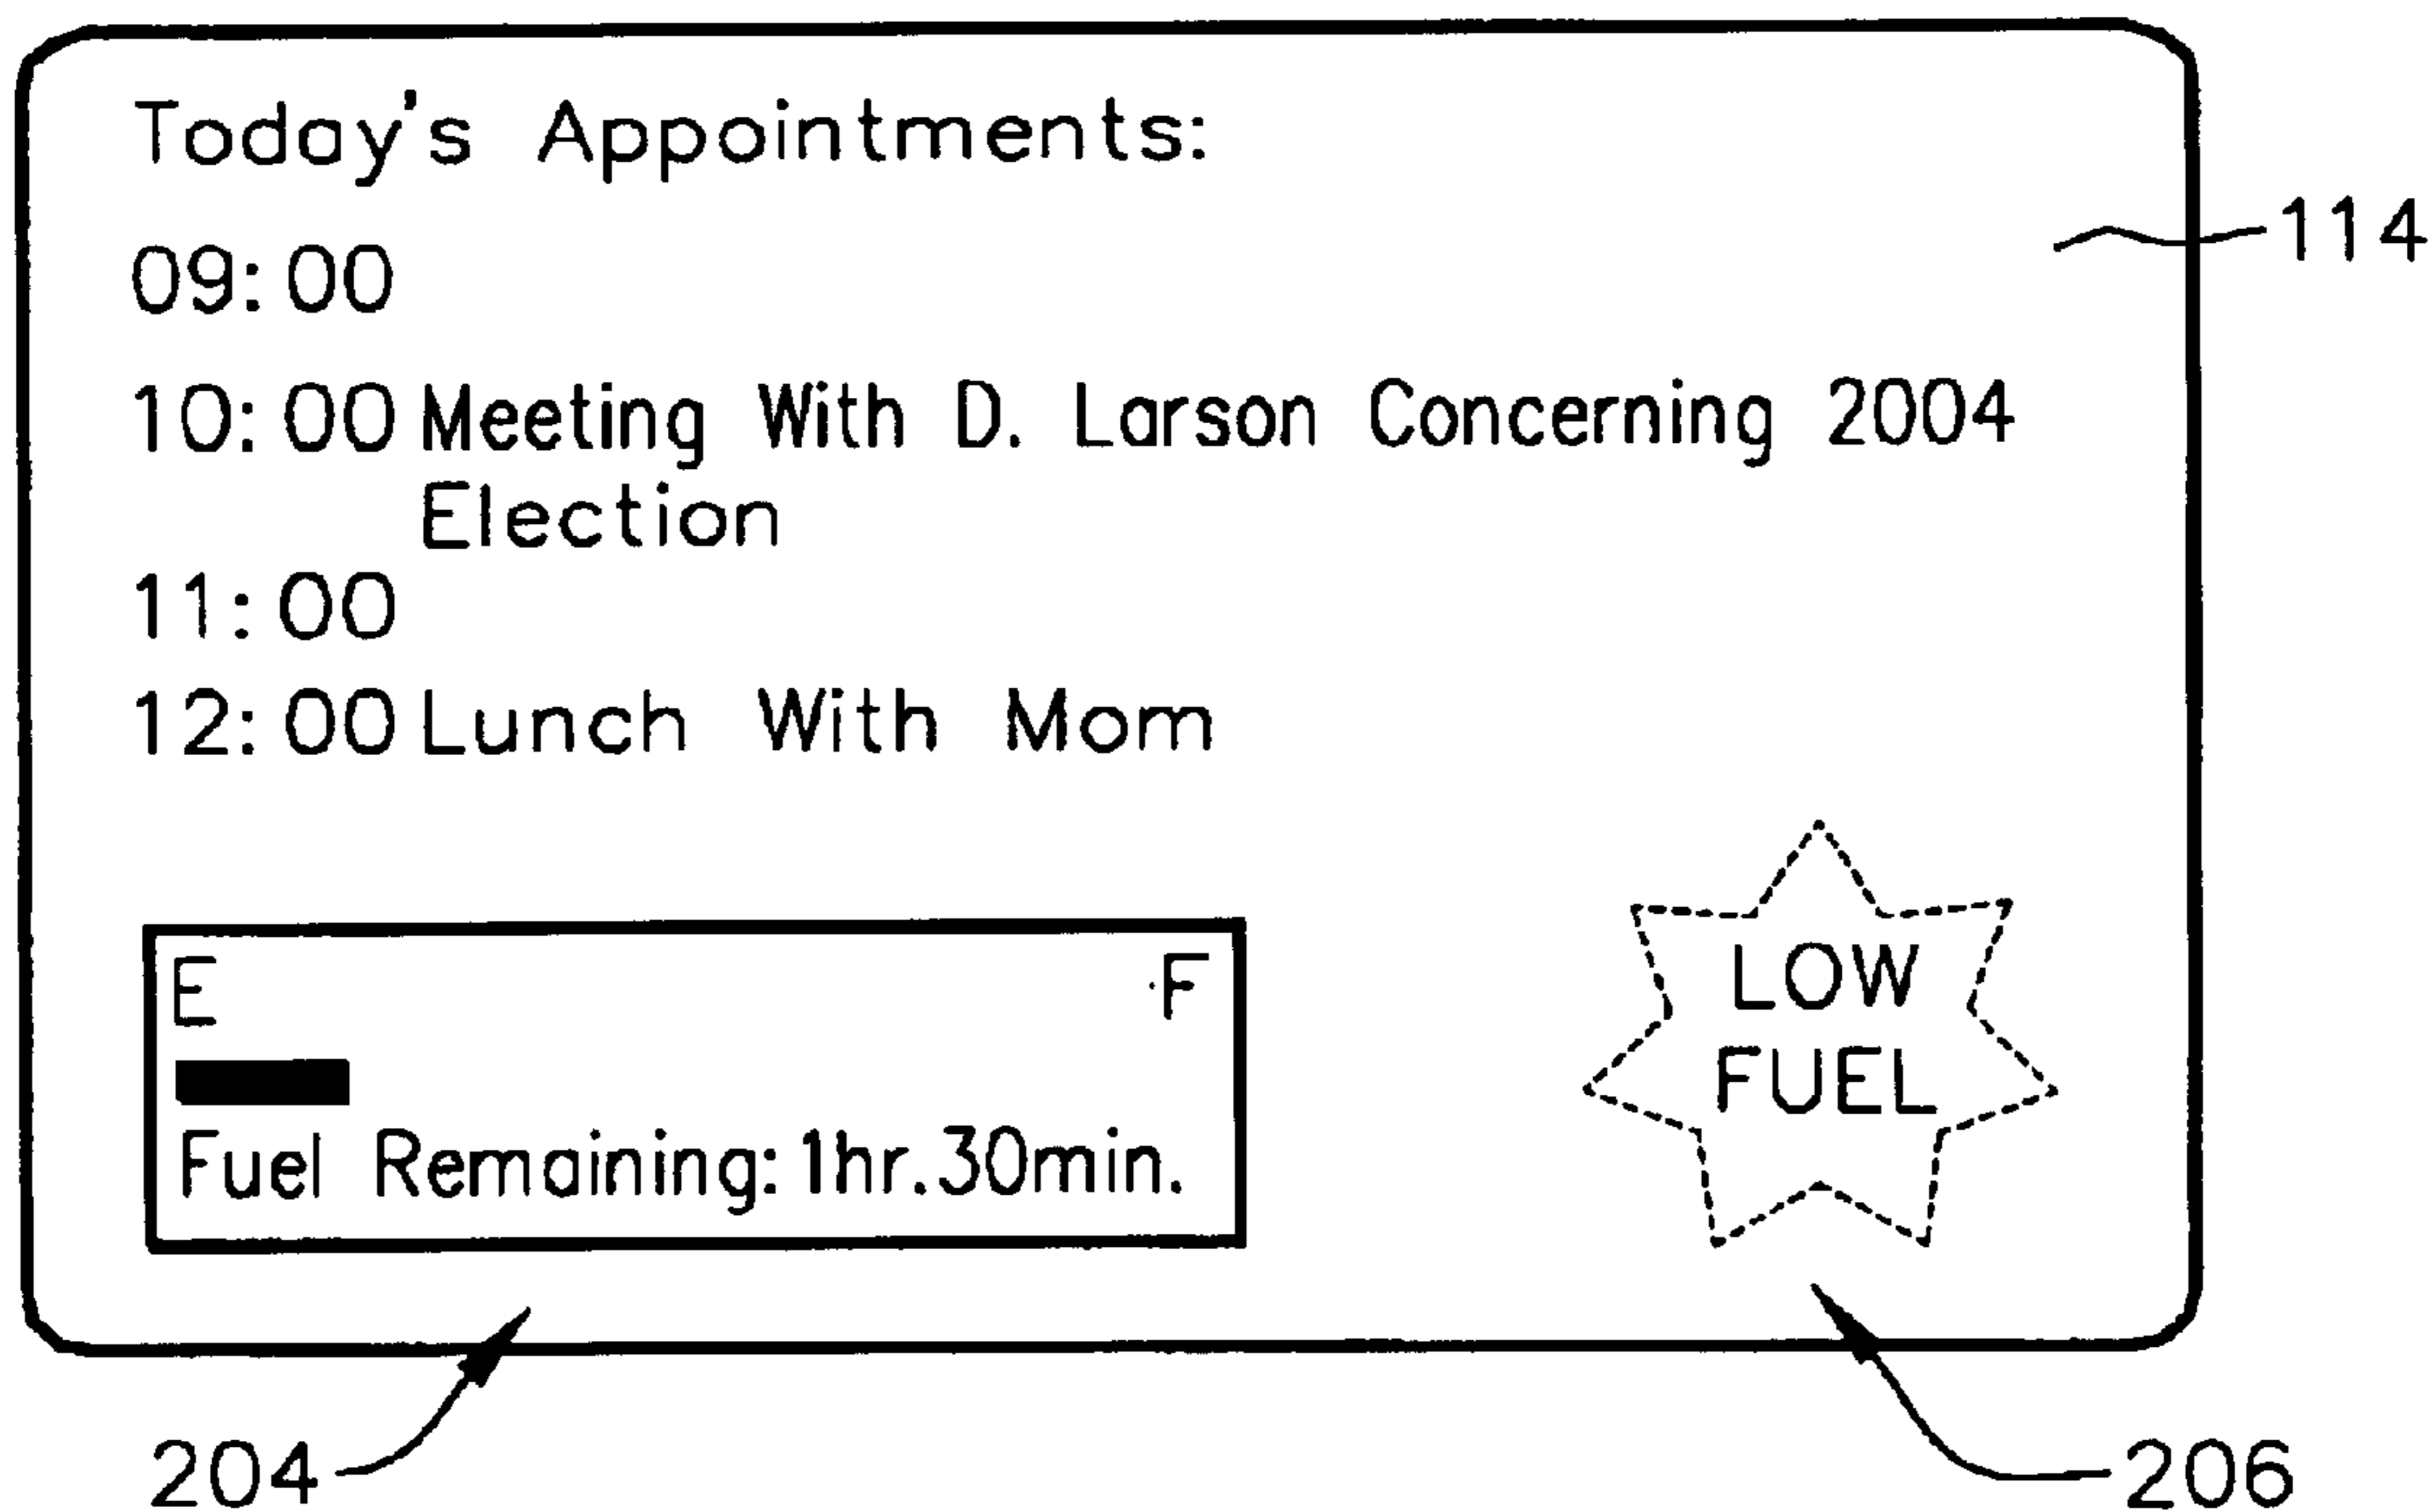 Today's Appointments:
09:00
114
10:00 Meeting With D. Larson Concerning 2004
Election
11:00
12:00 Lunch With Mom
E F
Fuel Remaining: 1hr. 30min.
LOW
FUEL
204
206